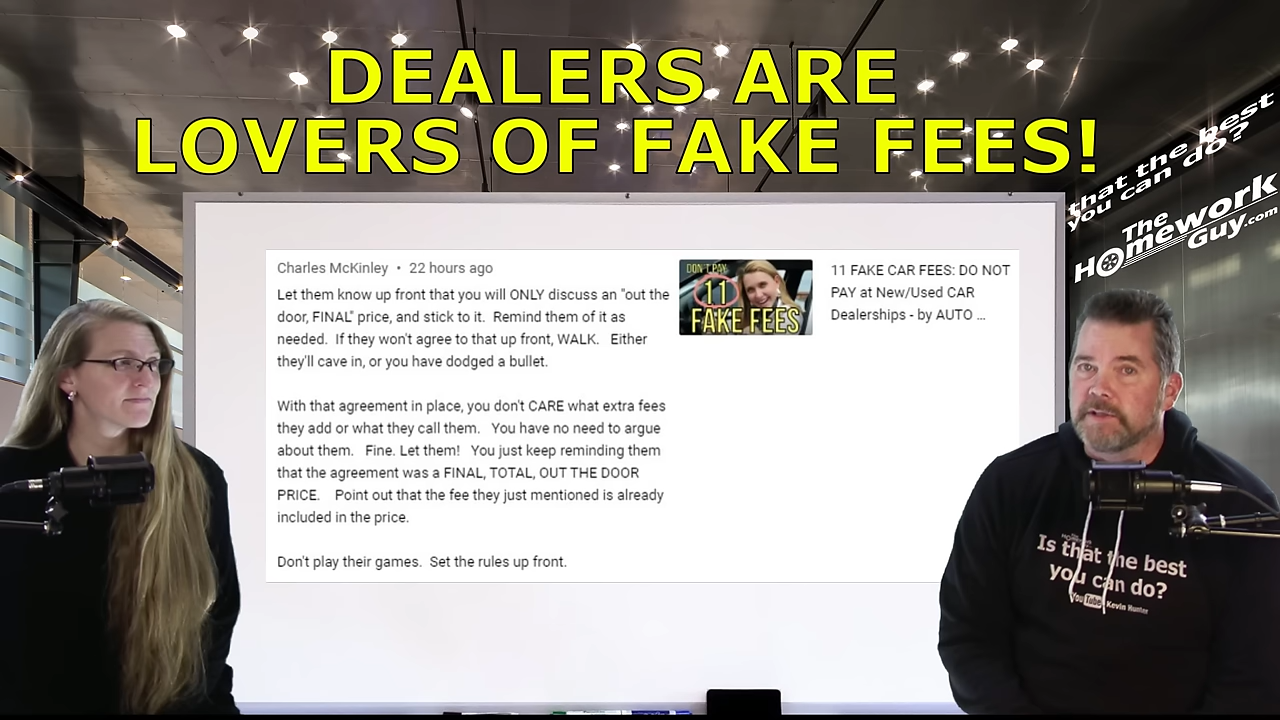 DEALERS ARE
LOVERS OF FAKE FEES!
that the best
you can do?
The
Homework
Guy.com
Charles McKinley • 22 hours ago
Let them know up front that you will ONLY discuss an "out the
door, FINAL" price, and stick to it. Remind them of it as
needed. If they won't agree to that up front, WALK. Either
they'll cave in, or you have dodged a bullet.
With that agreement in place, you don't CARE what extra fees
they add or what they call them. You have no need to argue
about them. Fine. Let them! You just keep reminding them
that the agreement was a FINAL, TOTAL, OUT THE DOOR
PRICE. Point out that the fee they just mentioned is already
included in the price.
Don't play their games. Set the rules up front.
DON'T PAY
11
FAKE FEES
11 FAKE CAR FEES: DO NOT
PAY at New/Used CAR
Dealerships - by AUTO ...
Is that the best
you can do?
YouTube Kevin Hunter